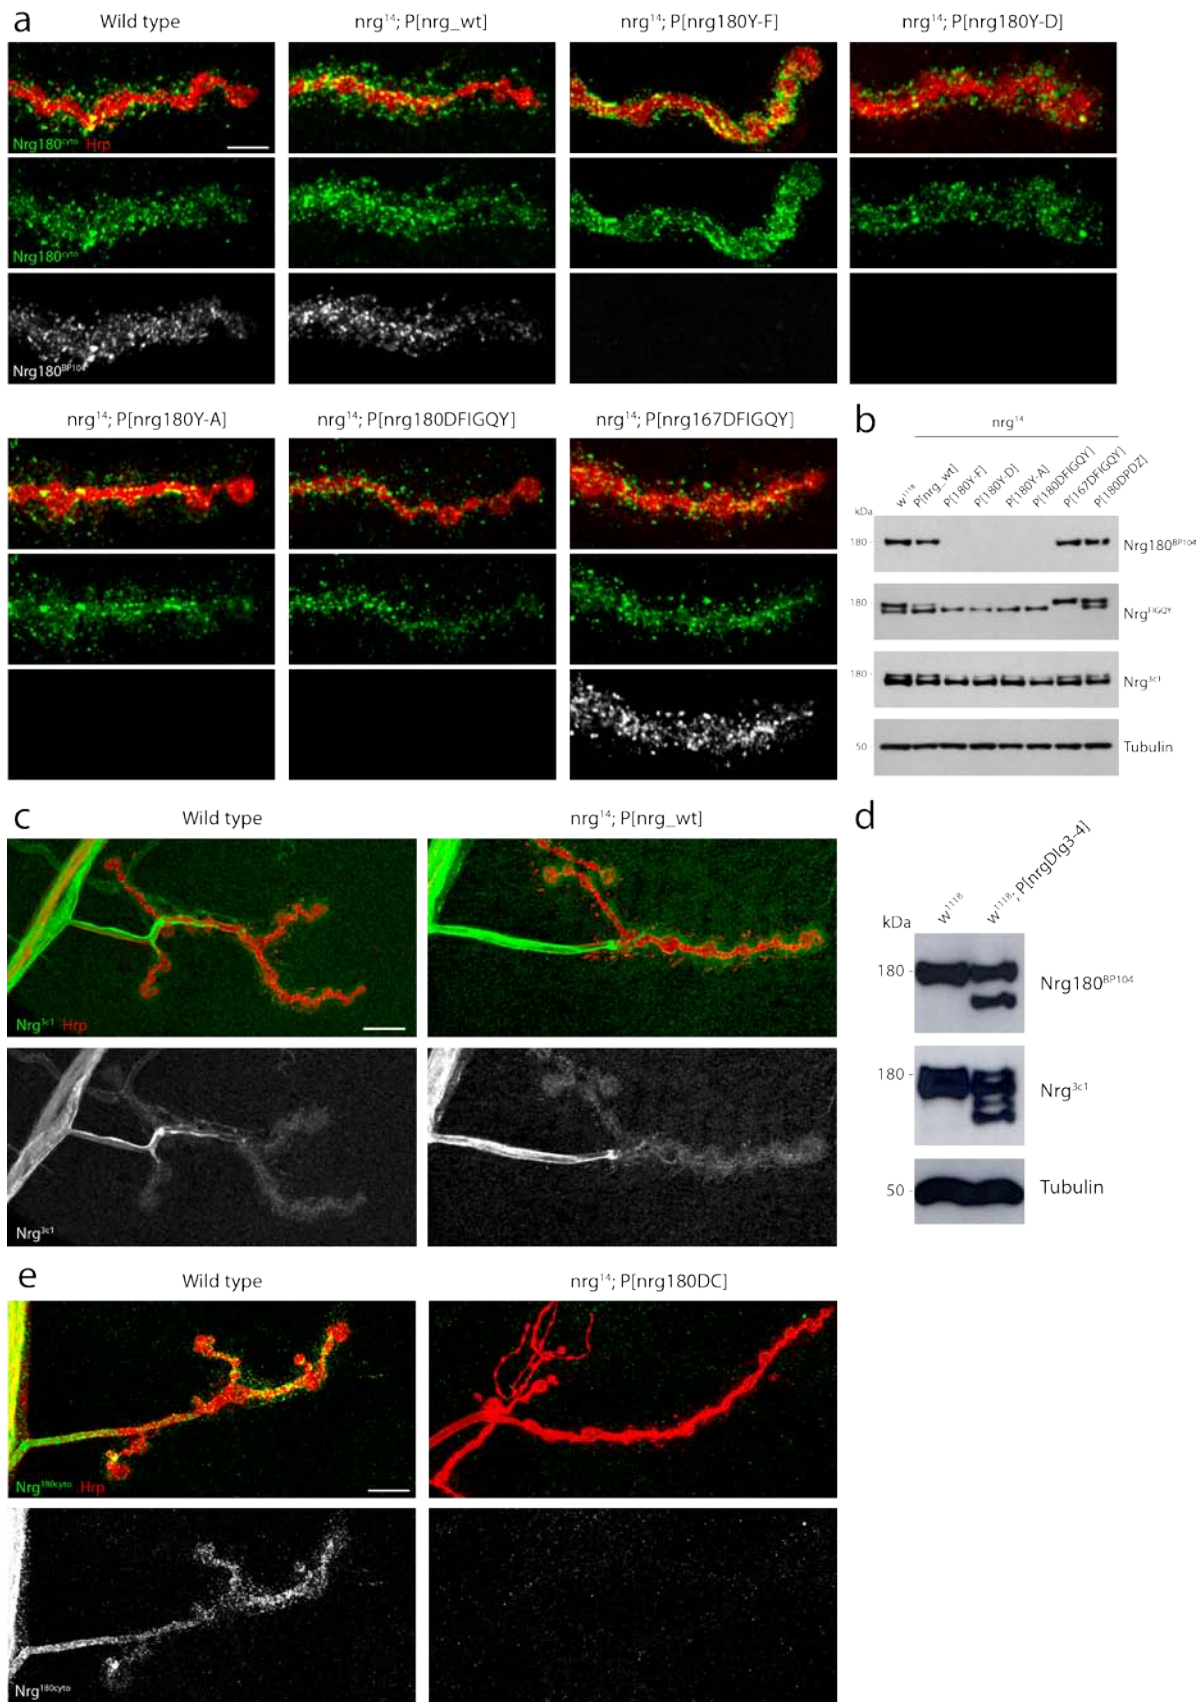 a
Wild type
nrg¹⁴; P[nrg_wt]
nrg¹⁴; P[nrg180Y-F]
nrg¹⁴; P[nrg180Y-D]
Nrg180ᶜʸᵗᵒ Hrp
Nrg180ᶜʸᵗᵒ
Nrg180ᴮᴾ¹⁰⁴
nrg¹⁴; P[nrg180Y-A]
nrg¹⁴; P[nrg180DFIGQY]
nrg¹⁴; P[nrg167DFIGQY]
b
nrg¹⁴
w¹¹¹⁸
P[nrg_wt]
P[180Y-F]
P[180Y-D]
P[180Y-A]
P[180DFIGQY]
P[167DFIGQY]
P[180DPDZ]
kDa
180 -
Nrg180ᴮᴾ¹⁰⁴
180
Nrgᶠᴵᴳᑫʸ
180 -
Nrg³ᶜ¹
50 -
Tubulin
c
Wild type
nrg¹⁴; P[nrg_wt]
Nrg³ᶜ¹ Hrp
Nrg³ᶜ¹
d
w¹¹¹⁸
w¹¹¹⁸; P[nrgDlg3-4]
kDa
180 -
Nrg180ᴮᴾ¹⁰⁴
180 -
Nrg³ᶜ¹
50 -
Tubulin
e
Wild type
nrg¹⁴; P[nrg180DC]
Nrg¹⁸⁰ᶜʸᵗᵒ Hrp
Nrg¹⁸⁰ᶜʸᵗᵒ